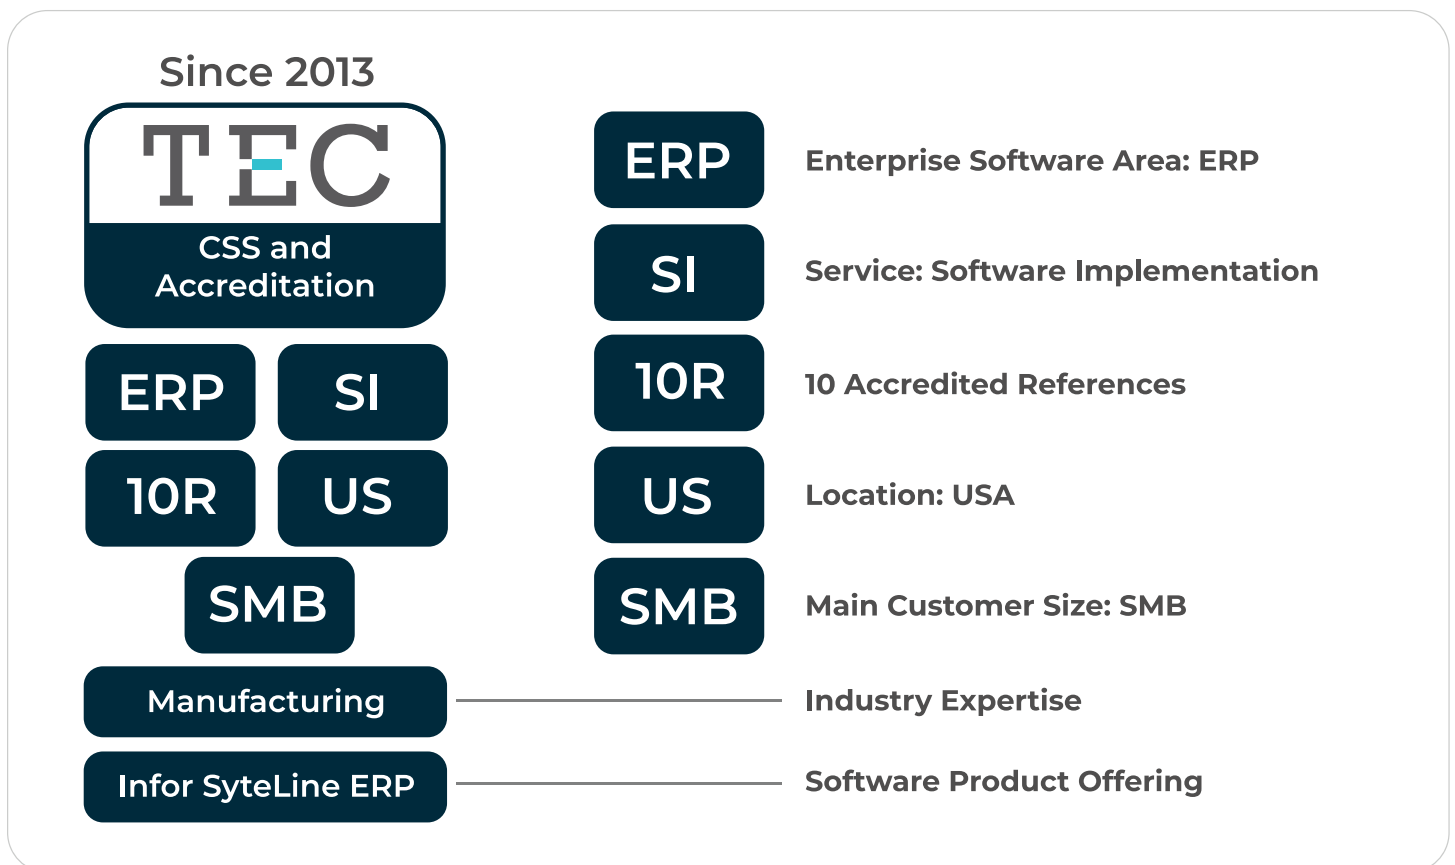 Since 2013
TEC
CSS and
Accreditation
ERP
SI
10R
US
SMB
Manufacturing
Infor SyteLine ERP
ERP
Enterprise Software Area: ERP
SI
Service: Software Implementation
10R
10 Accredited References
US
Location: USA
SMB
Main Customer Size: SMB
Industry Expertise
Software Product Offering